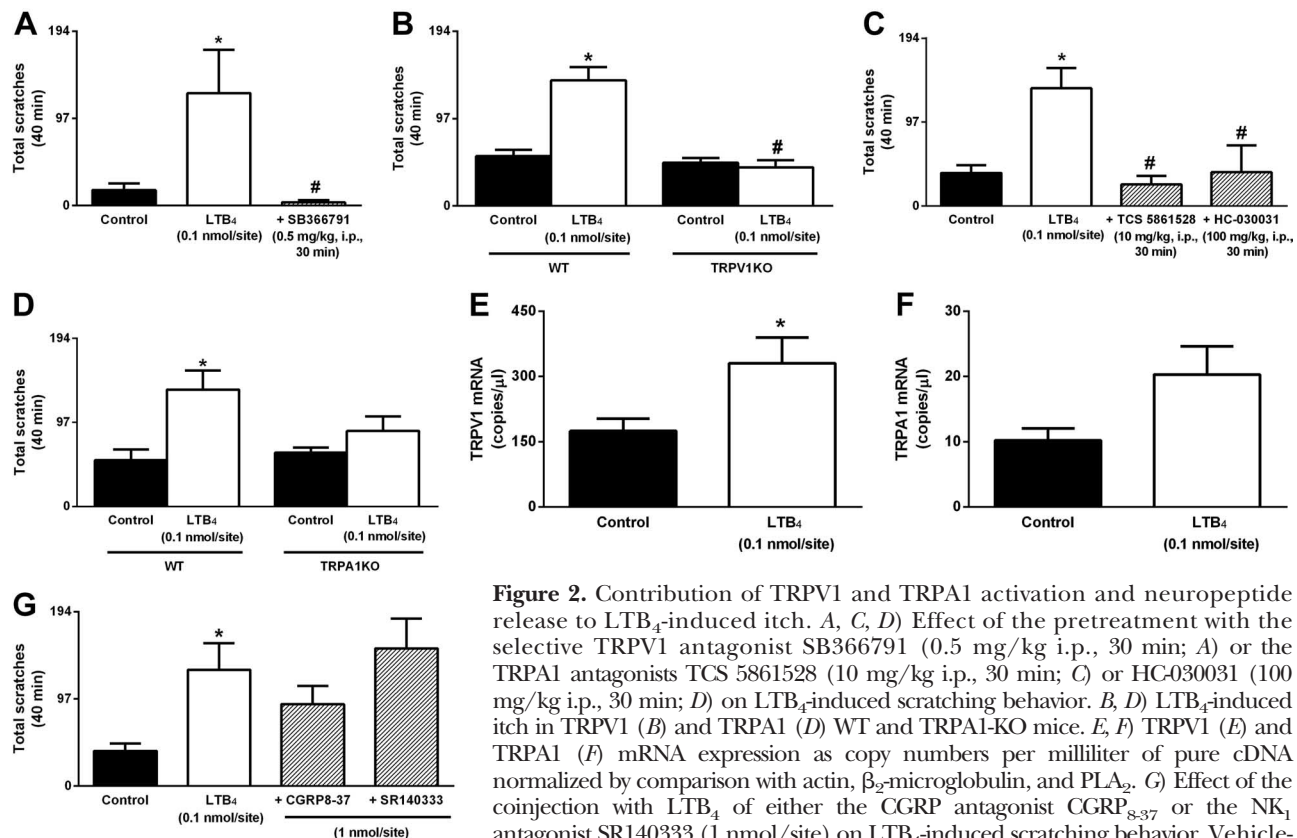 A
194
*
97
0
Total scratches
(40 min)
#
Control
LTB4
(0.1 nmol/site)
+ SB366791
(0.5 mg/kg, i.p.,
30 min)
B
194
*
97
0
Total scratches
(40 min)
#
Control
LTB4
(0.1 nmol/site)
Control
LTB4
(0.1 nmol/site)
WT
TRPV1KO
C
194
*
97
0
Total scratches
(40 min)
#
#
Control
LTB4
(0.1 nmol/site)
+ TCS 5861528
(10 mg/kg, i.p.,
30 min)
+ HC-030031
(100 mg/kg, i.p.,
30 min)
D
194
*
97
0
Total scratches
(40 min)
Control
LTB4
(0.1 nmol/site)
Control
LTB4
(0.1 nmol/site)
WT
TRPA1KO
E
450
*
300
150
0
TRPV1 mRNA
(copies/µl)
Control
LTB4
(0.1 nmol/site)
F
30
20
10
0
TRPA1 mRNA
(copies/µl)
Control
LTB4
(0.1 nmol/site)
G
194
*
97
0
Total scratches
(40 min)
Control
LTB4
(0.1 nmol/site)
+ CGRP8-37
+ SR140333
(1 nmol/site)
Figure 2. Contribution of TRPV1 and TRPA1 activation and neuropeptide
release to LTB4-induced itch. A, C, D) Effect of the pretreatment with the
selective TRPV1 antagonist SB366791 (0.5 mg/kg i.p., 30 min; A) or the
TRPA1 antagonists TCS 5861528 (10 mg/kg i.p., 30 min; C) or HC-030031 (100
mg/kg i.p., 30 min; D) on LTB4-induced scratching behavior. B, D) LTB4-induced
itch in TRPV1 (B) and TRPA1 (D) WT and TRPA1-KO mice. E, F) TRPV1 (E) and
TRPA1 (F) mRNA expression as copy numbers per milliliter of pure cDNA
normalized by comparison with actin, β2-microglobulin, and PLA2. G) Effect of the
coinjection with LTB4 of either the CGRP antagonist CGRP8-37 or the NK1
antagonist SR140333 (1 nmol/site) on LTB4-induced scratching behavior. Vehicle-